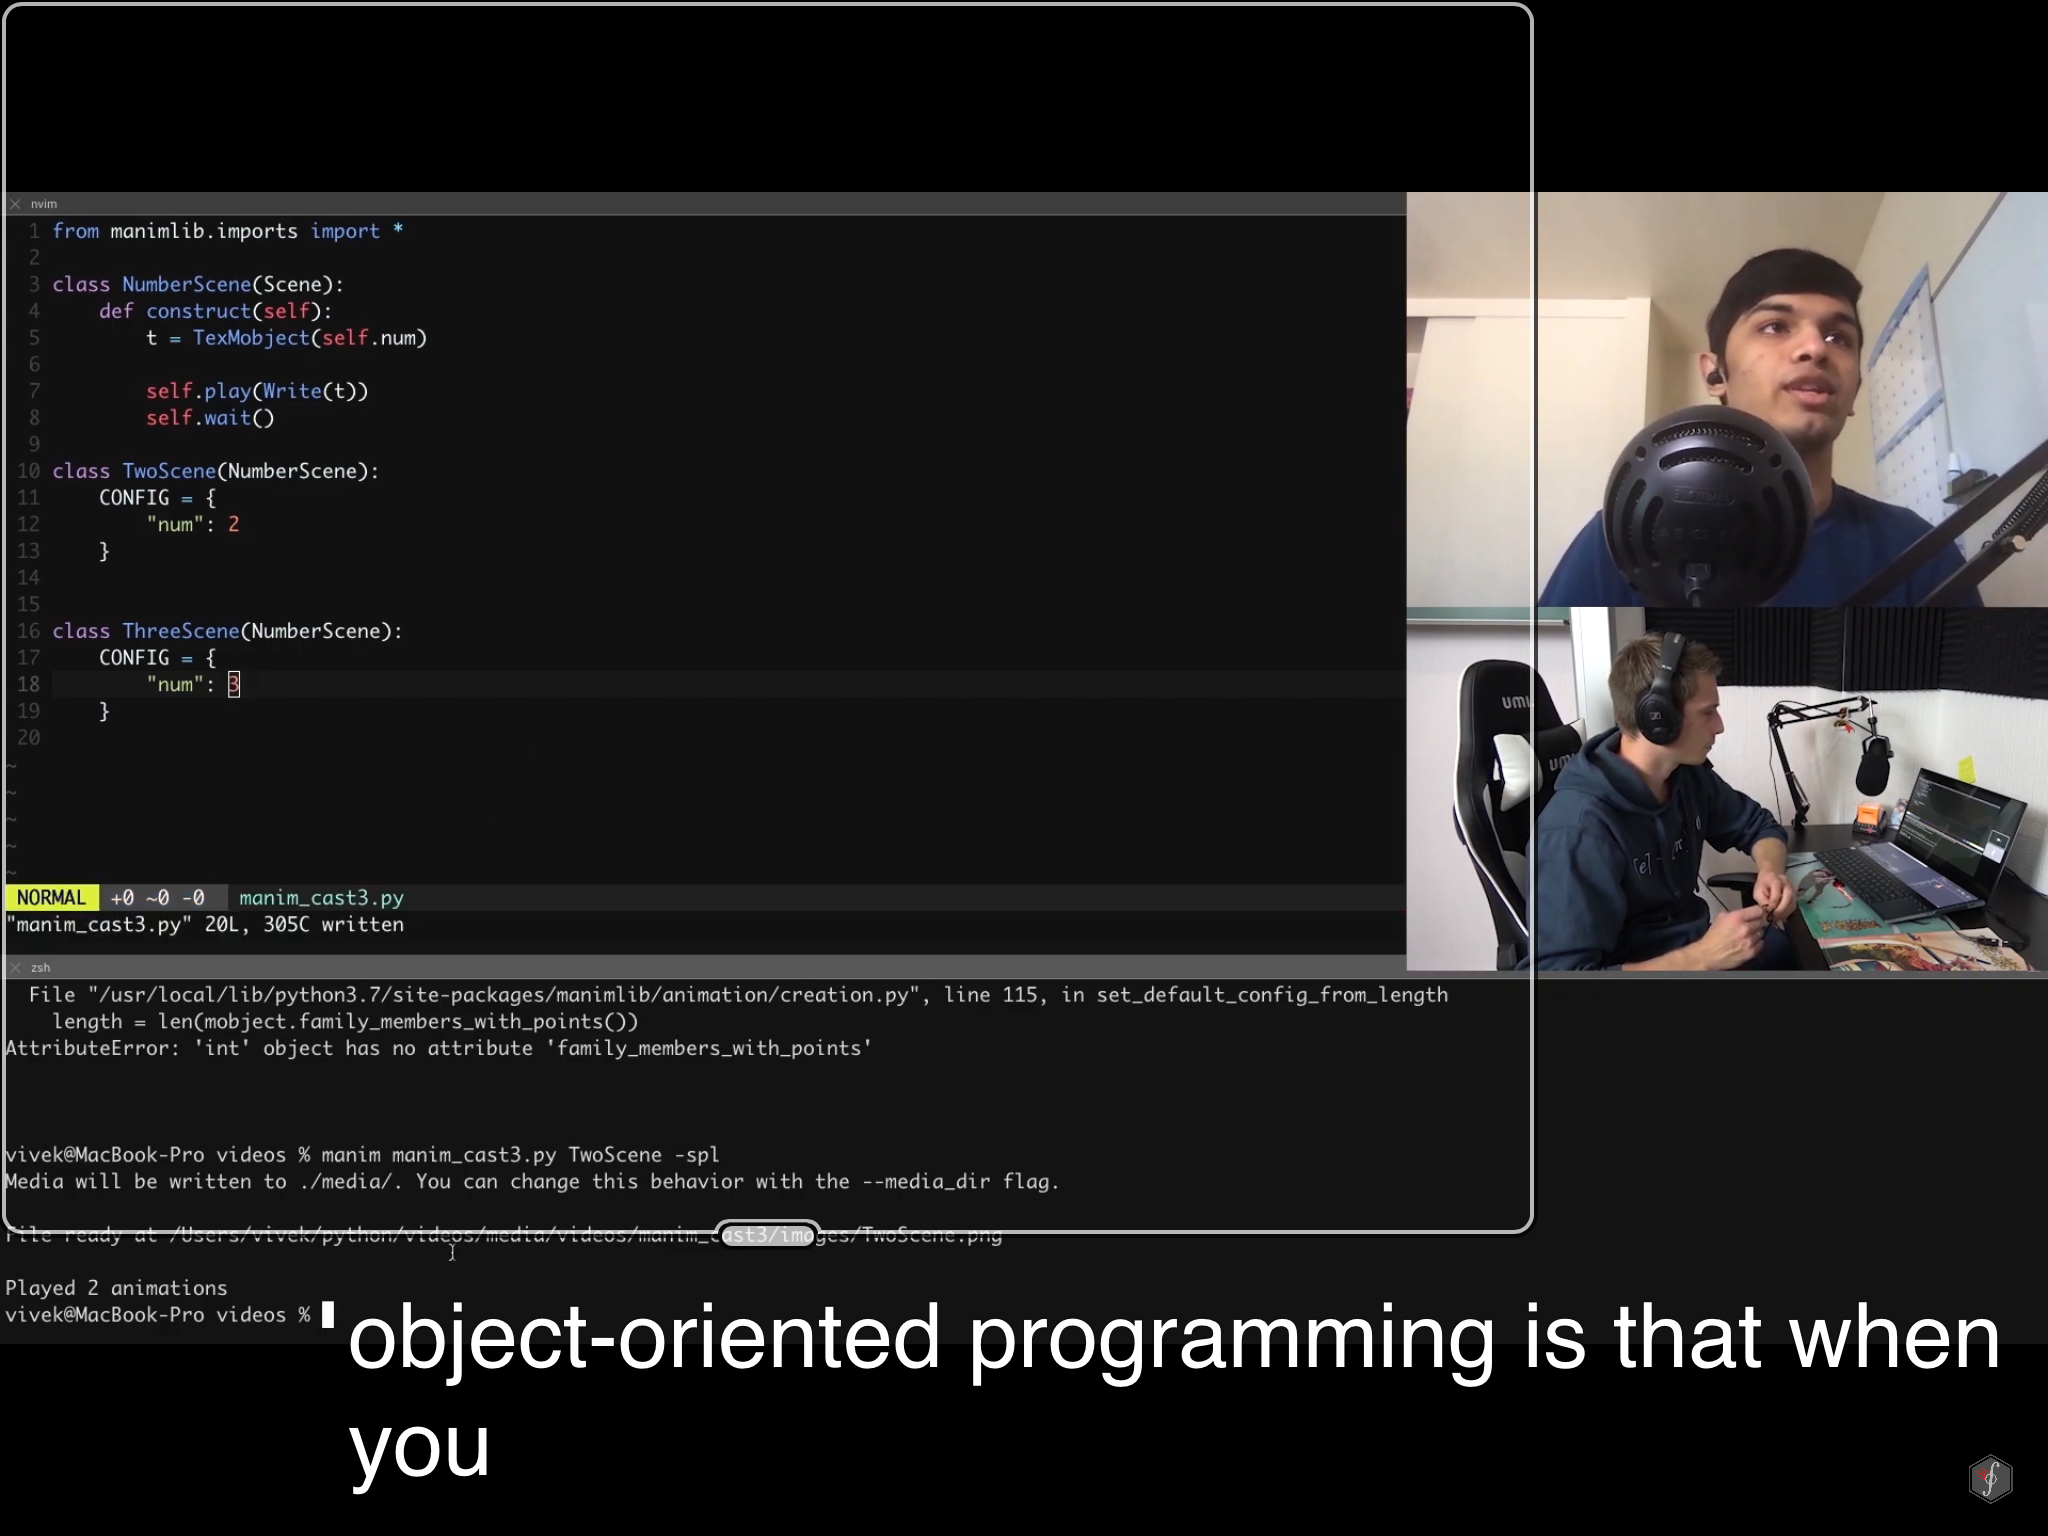 nvim
1 from manimlib.imports import *
2
3 class NumberScene(Scene):
4     def construct(self):
5         t = TexMobject(self.num)
6
7         self.play(Write(t))
8         self.wait()
9
10 class TwoScene(NumberScene):
11     CONFIG = {
12         "num": 2
13     }
14
15
16 class ThreeScene(NumberScene):
17     CONFIG = {
18         "num": 3
19     }
20
~
~
~
~
~
NORMAL +0 ~0 -0 manim_cast3.py
"manim_cast3.py" 20L, 305C written
zsh
  File "/usr/local/lib/python3.7/site-packages/manimlib/animation/creation.py", line 115, in set_default_config_from_length
    length = len(mobject.family_members_with_points())
AttributeError: 'int' object has no attribute 'family_members_with_points'
vivek@MacBook-Pro videos % manim manim_cast3.py TwoScene -spl
Media will be written to ./media/. You can change this behavior with the --media_dir flag.
File ready at /Users/vivek/python/videos/media/videos/manim_cast3/images/TwoScene.png
Played 2 animations
vivek@MacBook-Pro videos %
object-oriented programming is that when
you